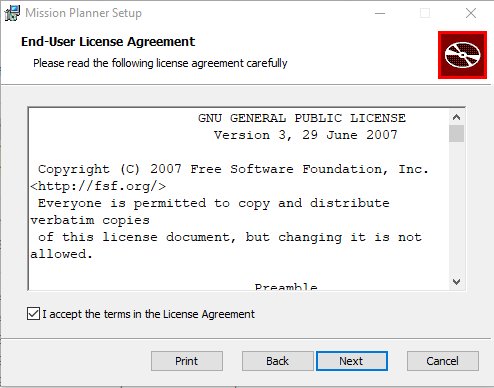 Mission Planner Setup
End-User License Agreement
Please read the following license agreement carefully
GNU GENERAL PUBLIC LICENSE
Version 3, 29 June 2007
Copyright (C) 2007 Free Software Foundation, Inc.
<http://fsf.org/>
Everyone is permitted to copy and distribute
verbatim copies
of this license document, but changing it is not
allowed.
Preamble
I accept the terms in the License Agreement
Print
Back
Next
Cancel